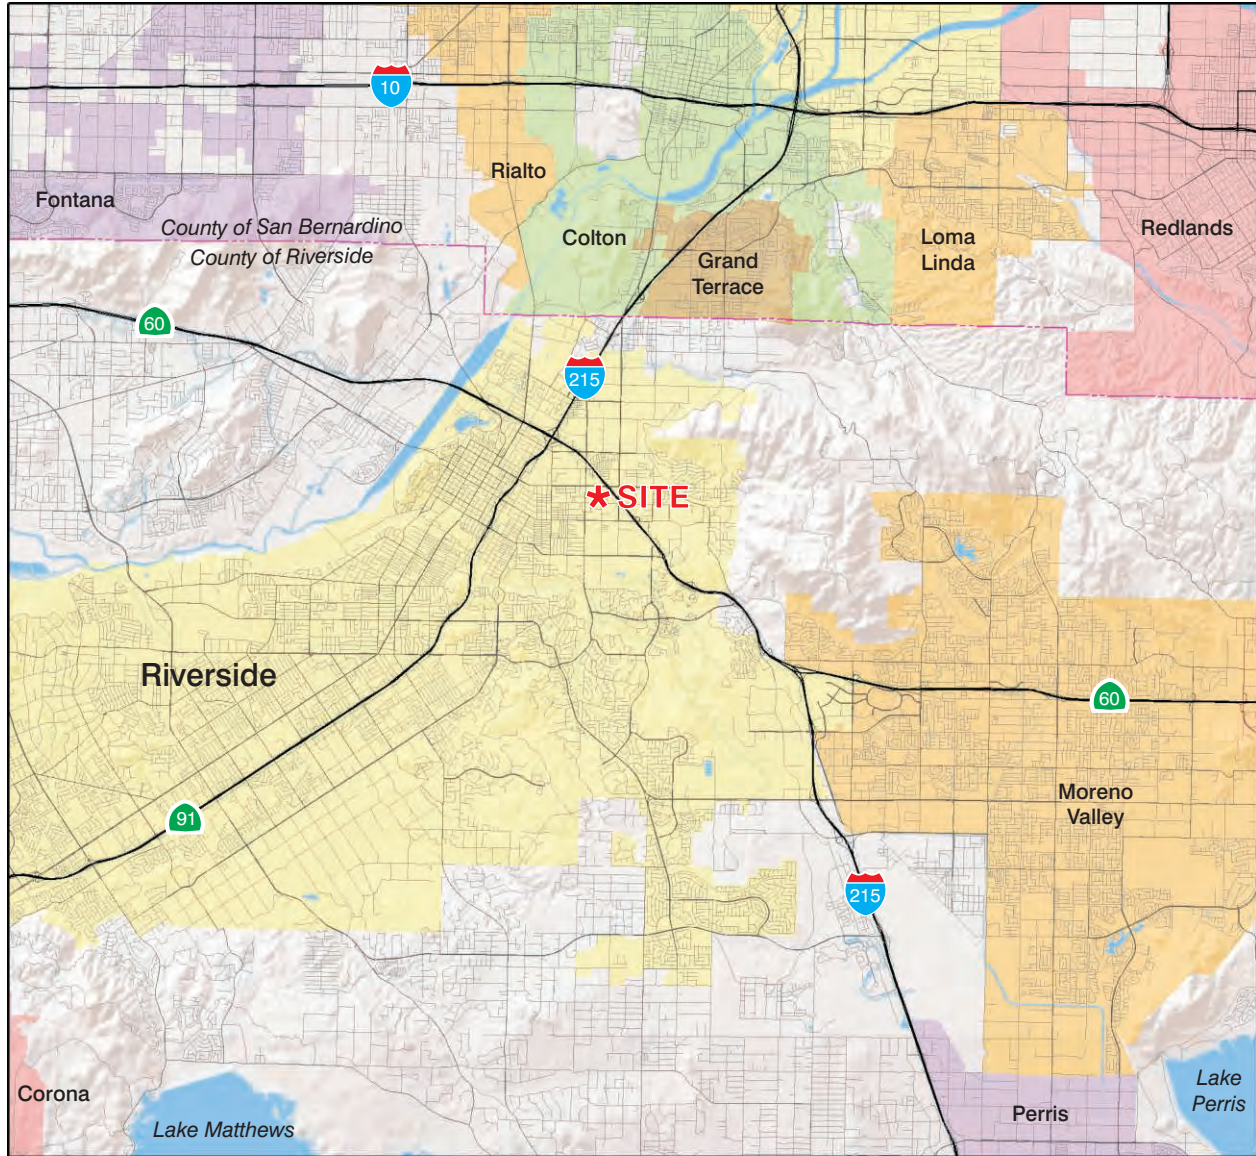 10
Rialto
Fontana
County of San Bernardino
County of Riverside
Colton
Grand
Terrace
Loma
Linda
Redlands
60
215
SITE
Riverside
60
91
Moreno
Valley
215
Corona
Lake Matthews
Perris
Lake
Perris